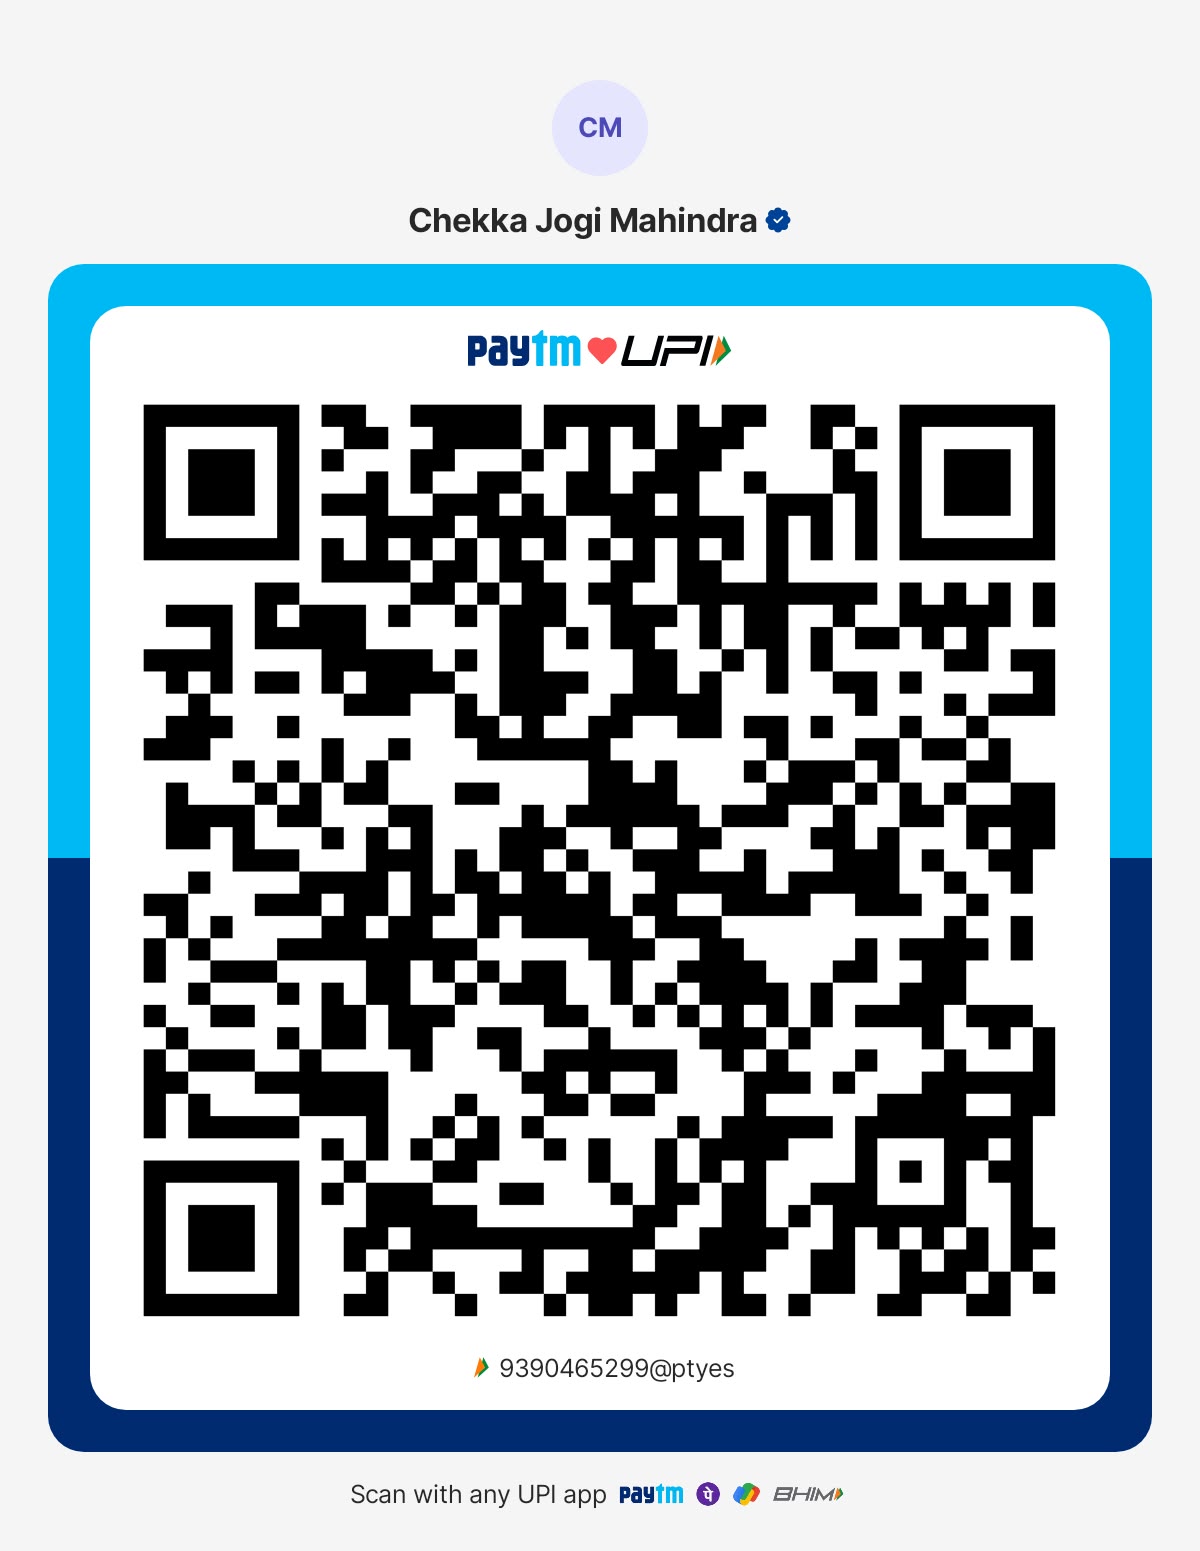 CM
Chekka Jogi Mahindra
paytm UPI
9390465299@ptyes
Scan with any UPI app paytm पे BHIM